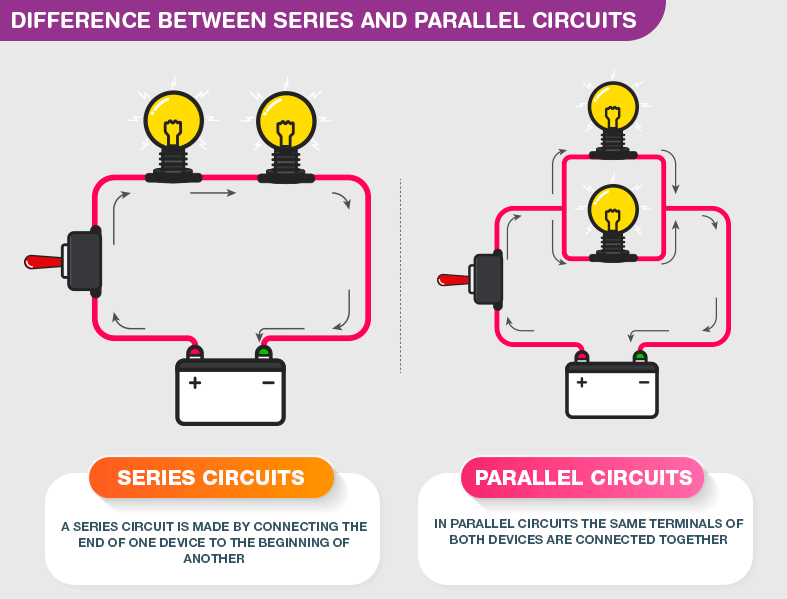 DIFFERENCE BETWEEN SERIES AND PARALLEL CIRCUITS
+ −
+ −
SERIES CIRCUITS
A SERIES CIRCUIT IS MADE BY CONNECTING THE
END OF ONE DEVICE TO THE BEGINNING OF
ANOTHER
PARALLEL CIRCUITS
IN PARALLEL CIRCUITS THE SAME TERMINALS OF
BOTH DEVICES ARE CONNECTED TOGETHER